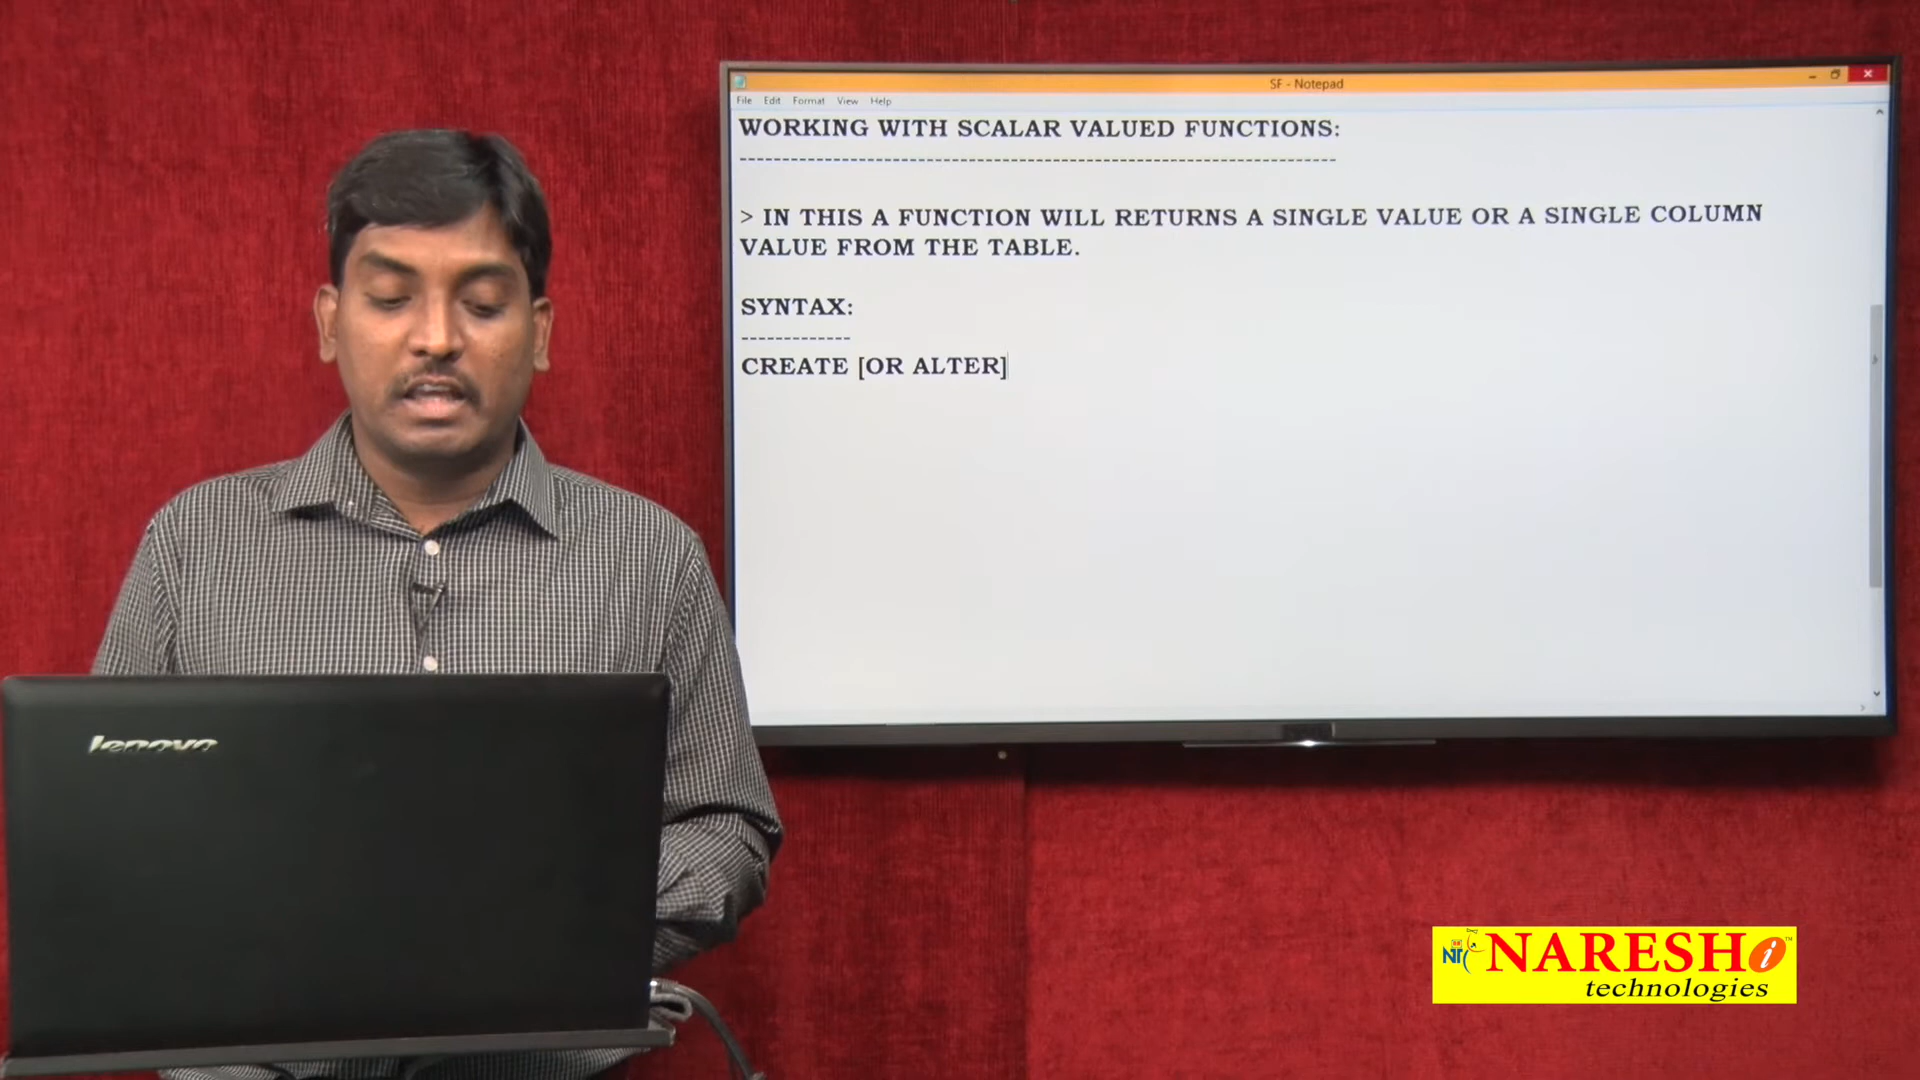 SF - Notepad
File Edit Format View Help
WORKING WITH SCALAR VALUED FUNCTIONS:
--------------------------------------------------------------------
> IN THIS A FUNCTION WILL RETURNS A SINGLE VALUE OR A SINGLE COLUMN
VALUE FROM THE TABLE.
SYNTAX:
-------------
CREATE [OR ALTER]
lenovo
NARESH i ™
technologies